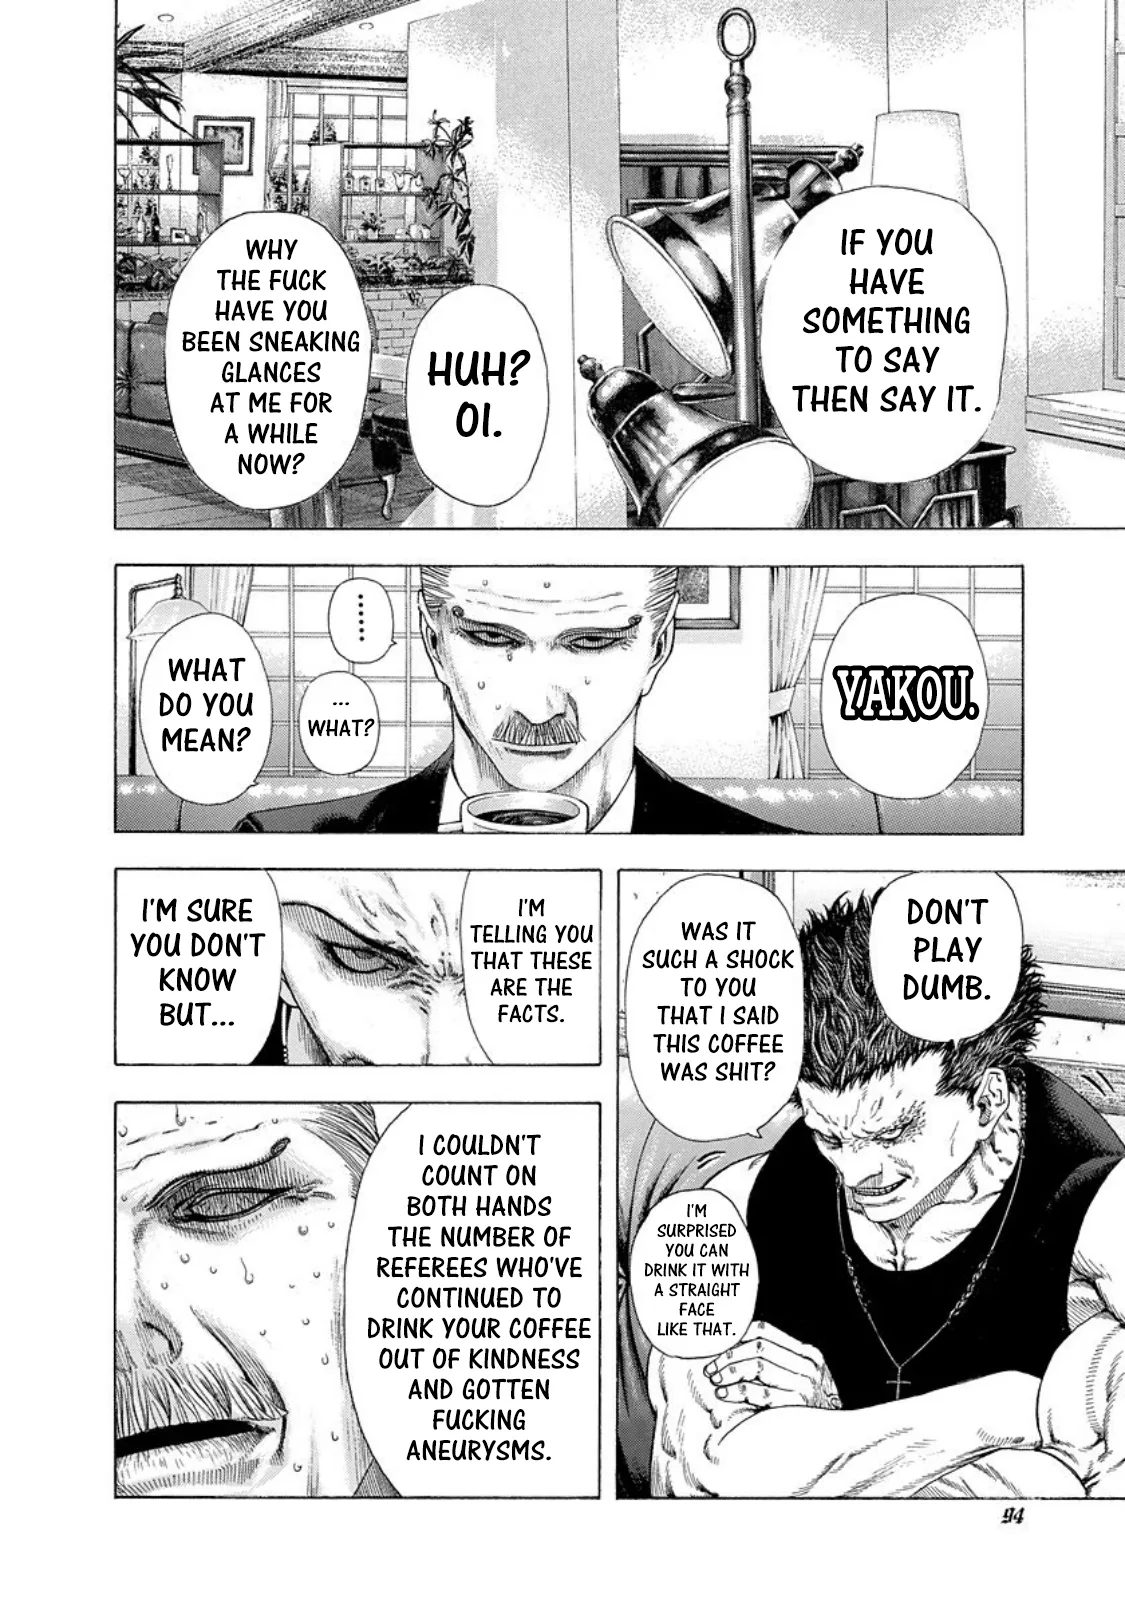 IF YOU
HAVE
SOMETHING
TO SAY
THEN SAY IT.
HUH?
OI.
WHY
THE FUCK
HAVE YOU
BEEN SNEAKING
GLANCES
AT ME FOR
A WHILE
NOW?
YAKOU.
......
...
WHAT?
WHAT
DO YOU
MEAN?
DON'T
PLAY
DUMB.
WAS IT
SUCH A SHOCK
TO YOU
THAT I SAID
THIS COFFEE
WAS SHIT?
I'M
SURPRISED
YOU CAN
DRINK IT WITH
A STRAIGHT
FACE
LIKE THAT.
I'M
TELLING YOU
THAT THESE
ARE THE
FACTS.
I'M SURE
YOU DON'T
KNOW
BUT...
I COULDN'T
COUNT ON
BOTH HANDS
THE NUMBER OF
REFEREES WHO'VE
CONTINUED TO
DRINK YOUR COFFEE
OUT OF KINDNESS
AND GOTTEN
FUCKING
ANEURYSMS.
94